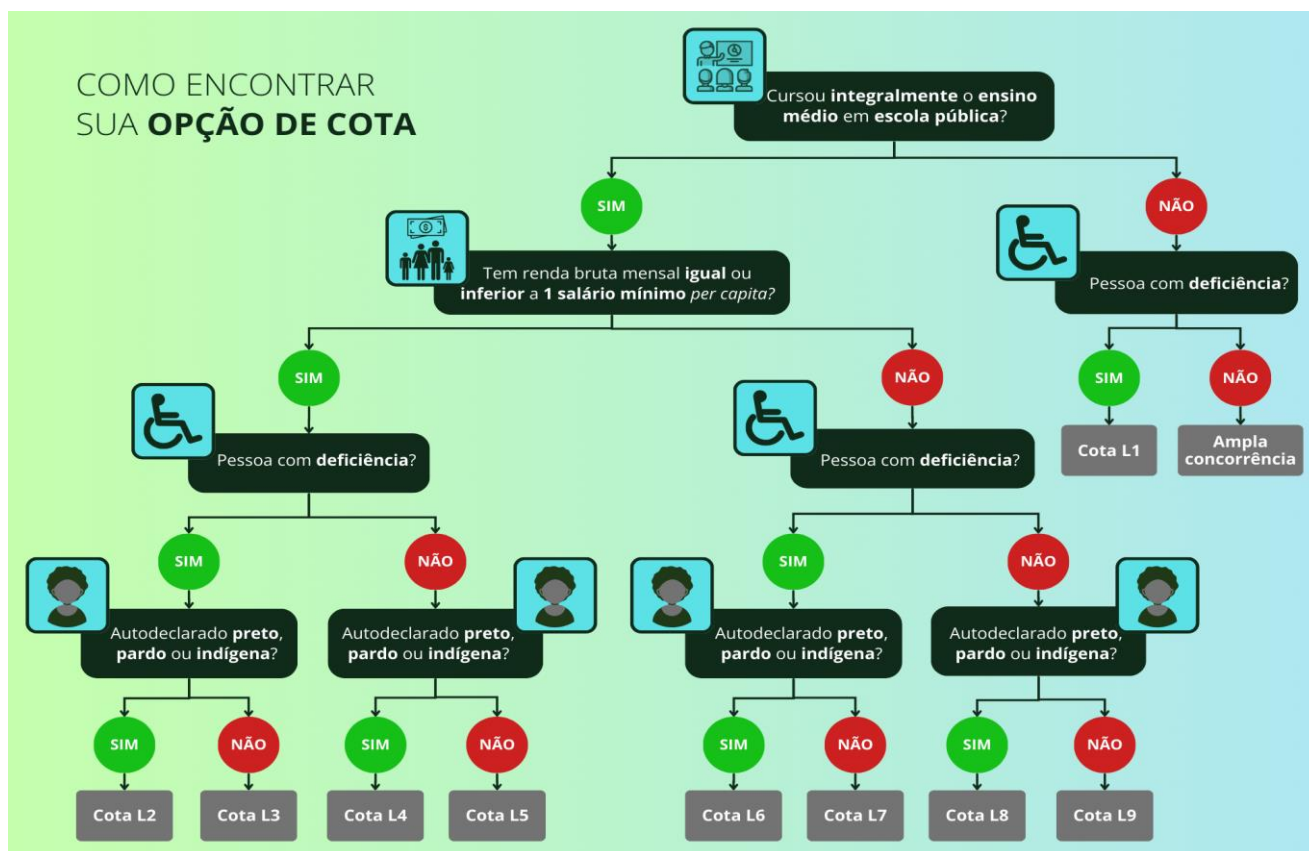 COMO ENCONTRAR
SUA OPÇÃO DE COTA
Cursou integralmente o ensino
médio em escola pública?
SIM
NÃO
Tem renda bruta mensal igual ou
inferior a 1 salário mínimo per capita?
Pessoa com deficiência?
SIM
NÃO
SIM
NÃO
Cota L1
Ampla
concorrência
Pessoa com deficiência?
Pessoa com deficiência?
SIM
NÃO
SIM
NÃO
Autodeclarado preto,
pardo ou indígena?
Autodeclarado preto,
pardo ou indígena?
Autodeclarado preto,
pardo ou indígena?
Autodeclarado preto,
pardo ou indígena?
SIM
NÃO
SIM
NÃO
SIM
NÃO
SIM
NÃO
Cota L2
Cota L3
Cota L4
Cota L5
Cota L6
Cota L7
Cota L8
Cota L9